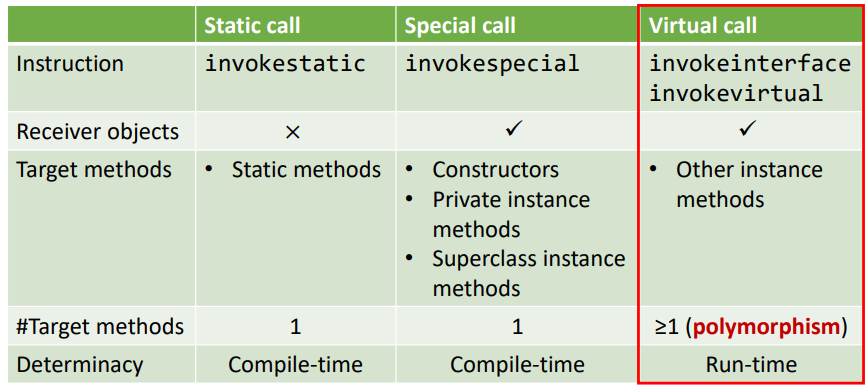 Static call Special call Virtual call
Instruction invokestatic invokespecial invokeinterface
invokevirtual
Receiver objects × ✓ ✓
Target methods • Static methods • Constructors • Other instance
• Private instance methods
methods
• Superclass instance
methods
#Target methods 1 1 ≥1 (polymorphism)
Determinacy Compile-time Compile-time Run-time